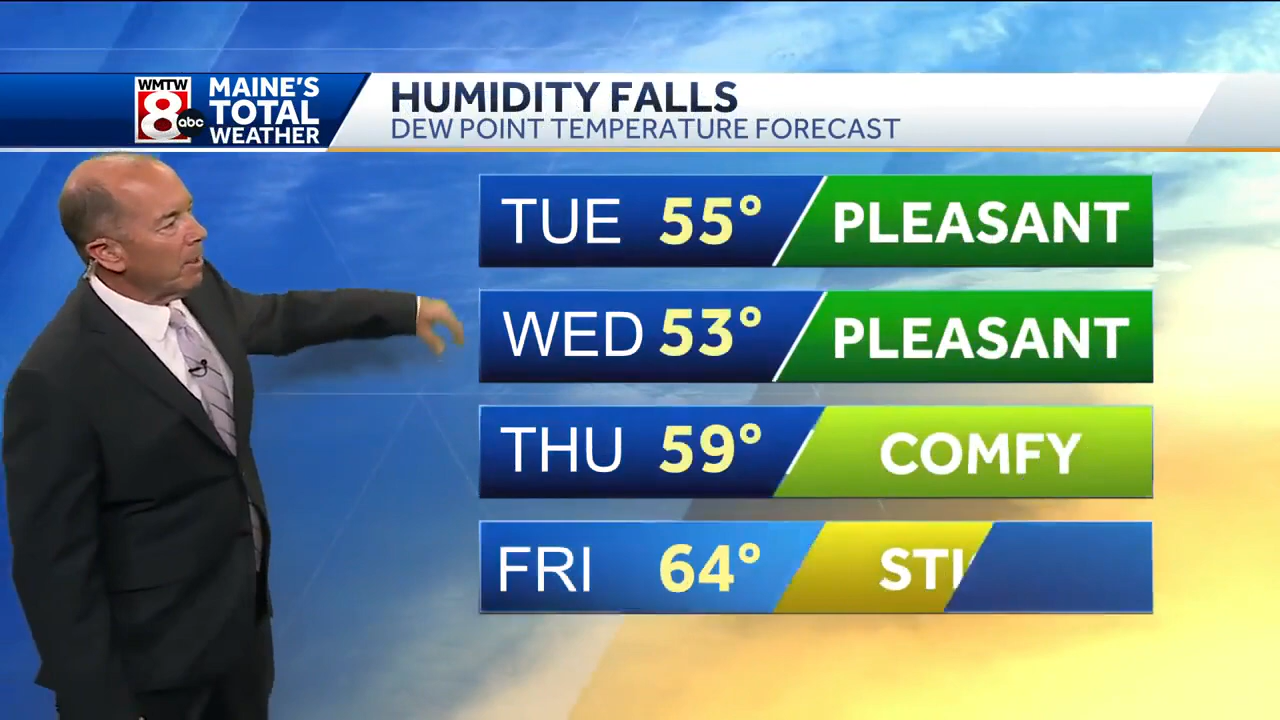 WMTW
8
abc
MAINE'S
TOTAL
WEATHER
HUMIDITY FALLS
DEW POINT TEMPERATURE FORECAST
TUE 55° PLEASANT
WED 53° PLEASANT
THU 59° COMFY
FRI 64° STI